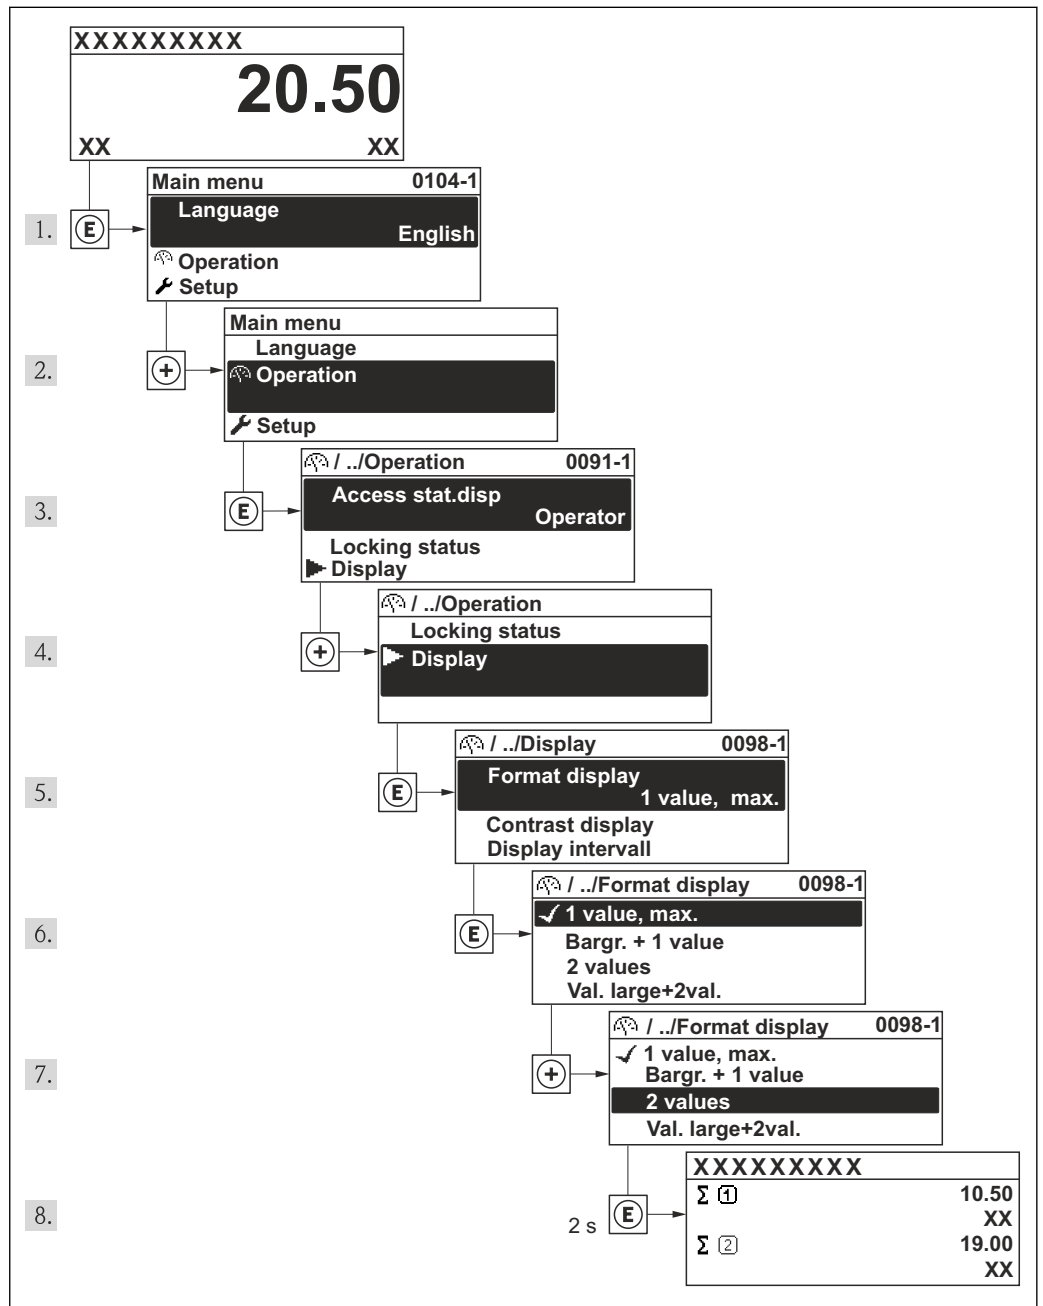 XXXXXXXXX
20.50
XX XX
Main menu 0104-1
Language
English
Operation
Setup
1. E
Main menu
Language
Operation
Setup
2. +
/ ../Operation 0091-1
Access stat.disp
Operator
Locking status
Display
3. E
/ ../Operation
Locking status
Display
4. +
/ ../Display 0098-1
Format display
1 value, max.
Contrast display
Display intervall
5. E
/ ../Format display 0098-1
1 value, max.
Bargr. + 1 value
2 values
Val. large+2val.
6. E
/ ../Format display 0098-1
1 value, max.
Bargr. + 1 value
2 values
Val. large+2val.
7. +
XXXXXXXXX
Σ 1 10.50
XX
Σ 2 19.00
XX
8. 2 s E